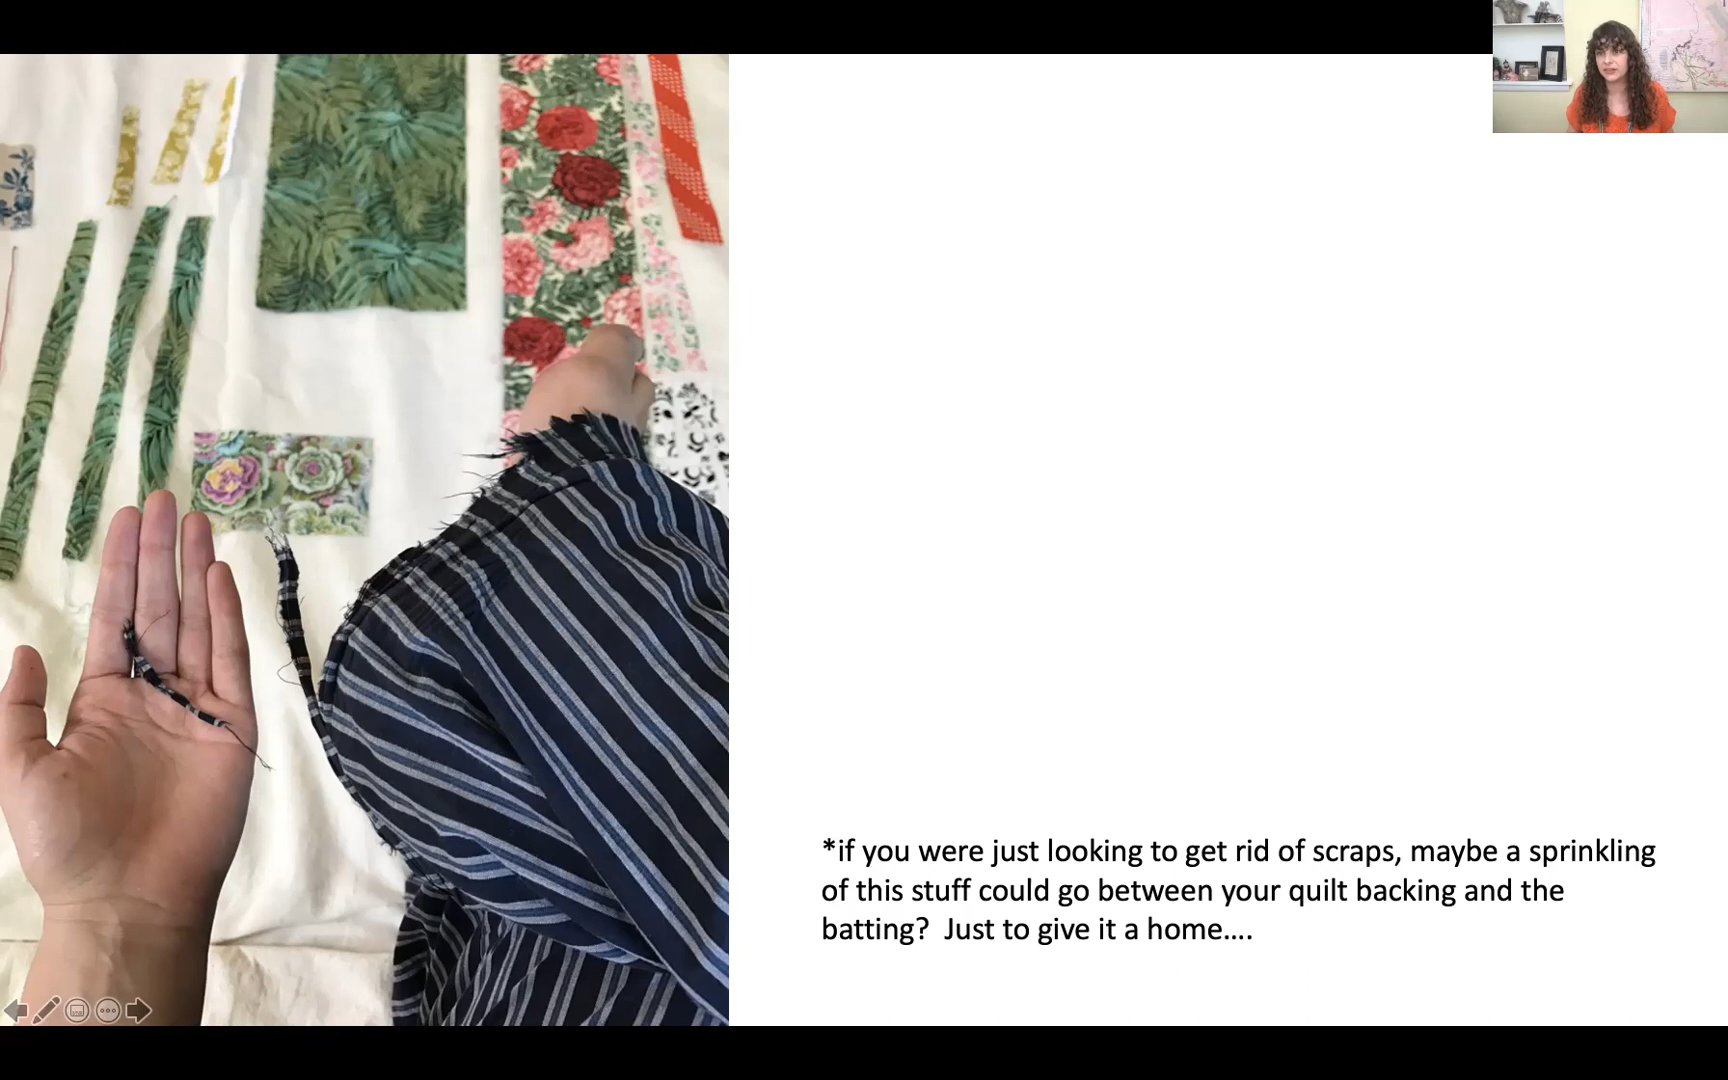 *if you were just looking to get rid of scraps, maybe a sprinkling
of this stuff could go between your quilt backing and the
batting?  Just to give it a home....